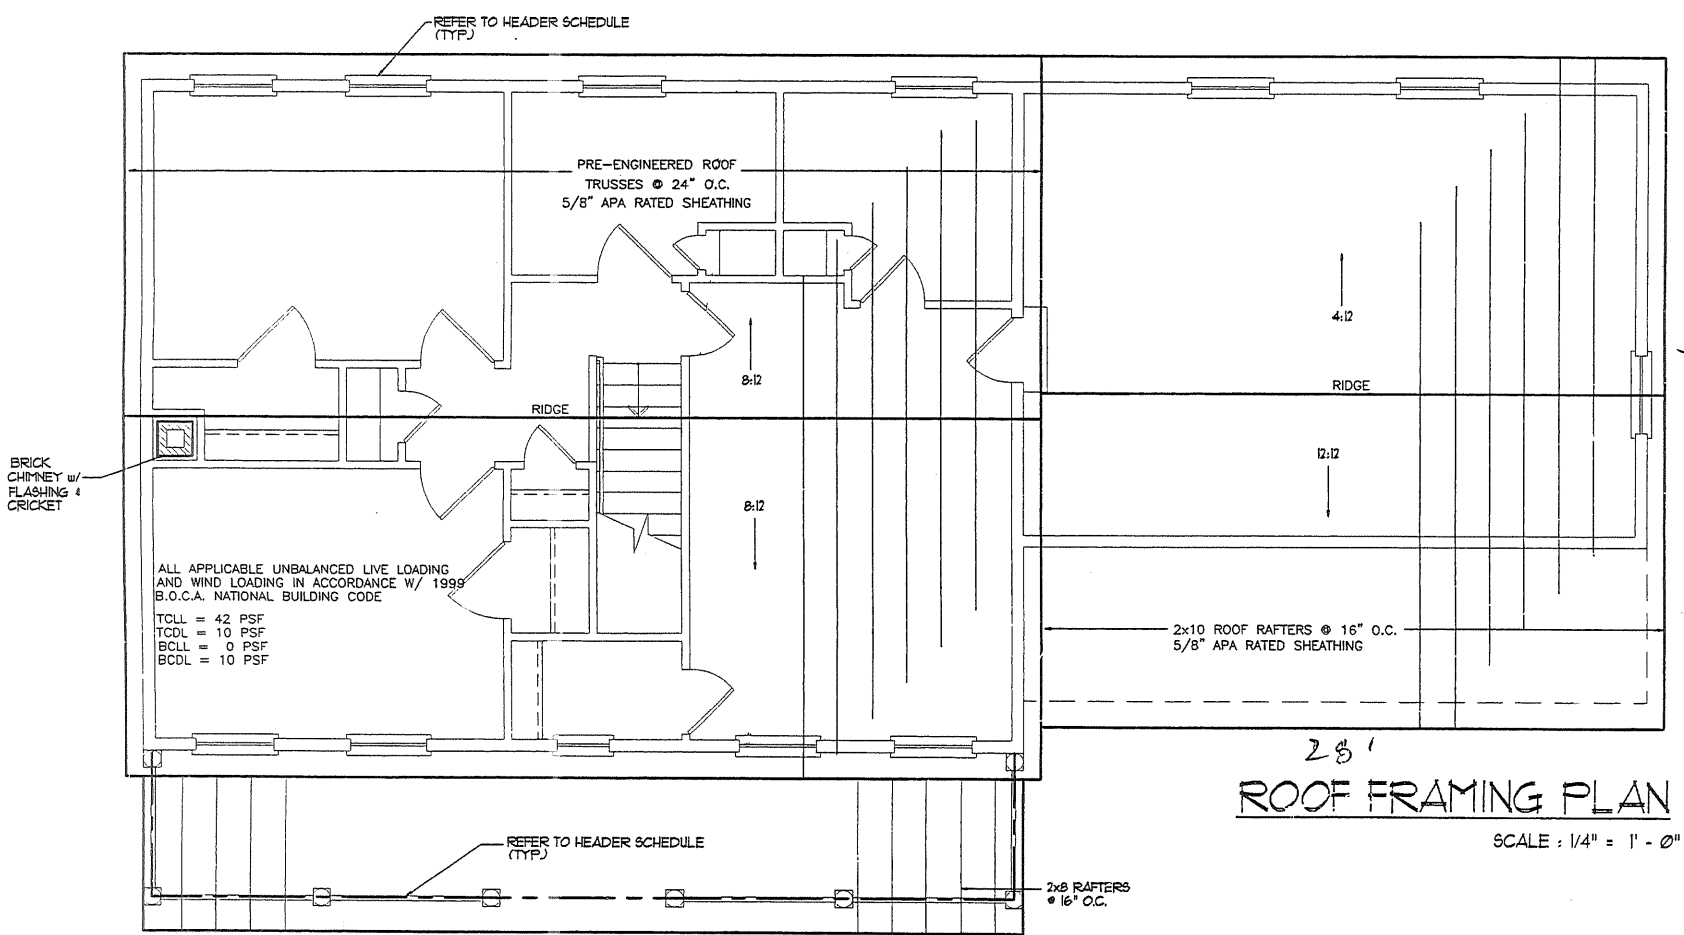 REFER TO HEADER SCHEDULE
(TYP.)
PRE-ENGINEERED ROOF
TRUSSES @ 24" O.C.
5/8" APA RATED SHEATHING
4:12
8:12
RIDGE
RIDGE
12:12
8:12
BRICK
CHIMNEY w/
FLASHING &
CRICKET
ALL APPLICABLE UNBALANCED LIVE LOADING
AND WIND LOADING IN ACCORDANCE W/ 1999
B.O.C.A. NATIONAL BUILDING CODE
TCLL = 42 PSF
TCDL = 10 PSF
BCLL = 0 PSF
BCDL = 10 PSF
2x10 ROOF RAFTERS @ 16" O.C.
5/8" APA RATED SHEATHING
28'
ROOF FRAMING PLAN
SCALE : 1/4" = 1' - 0"
REFER TO HEADER SCHEDULE
(TYP.)
2x8 RAFTERS
@ 16" O.C.